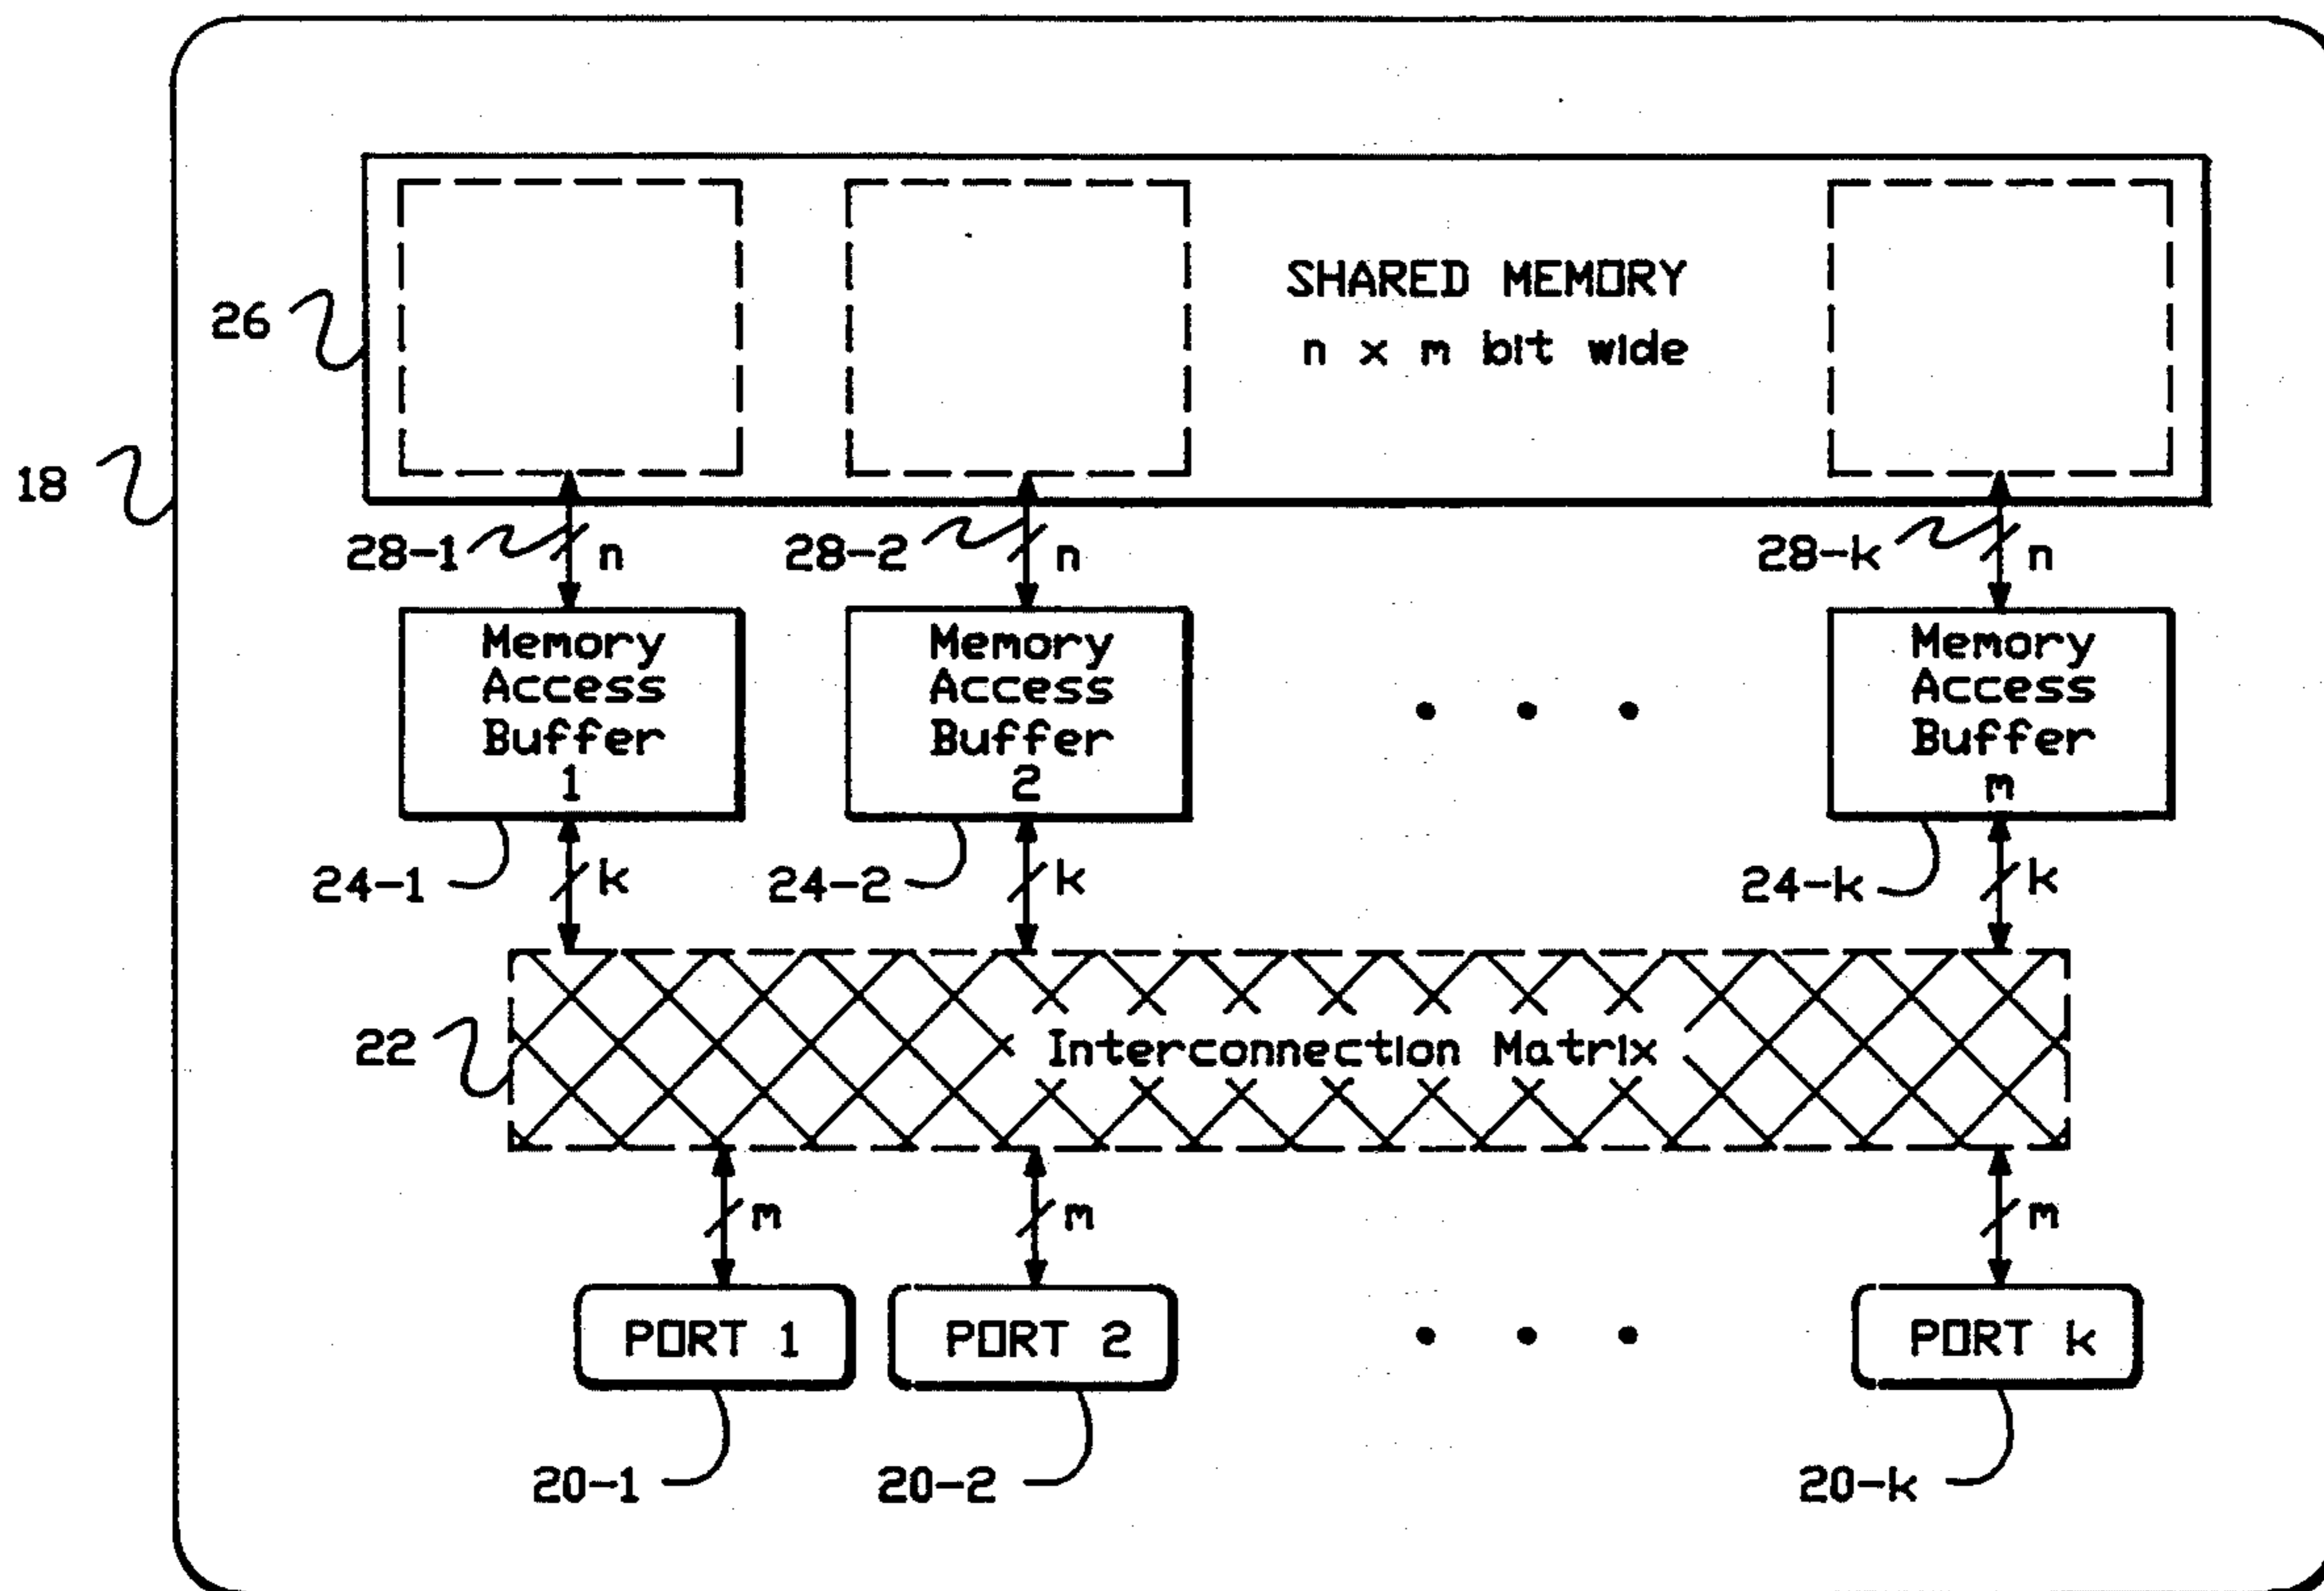 SHARED MEMORY
n x m bit wide
26
18
28-1
n
28-2
n
28-k
n
Memory
Access
Buffer
1
Memory
Access
Buffer
2
Memory
Access
Buffer
m
24-1
k
24-2
k
24-k
k
22
Interconnection Matrix
m
m
m
PORT 1
PORT 2
PORT k
20-1
20-2
20-k